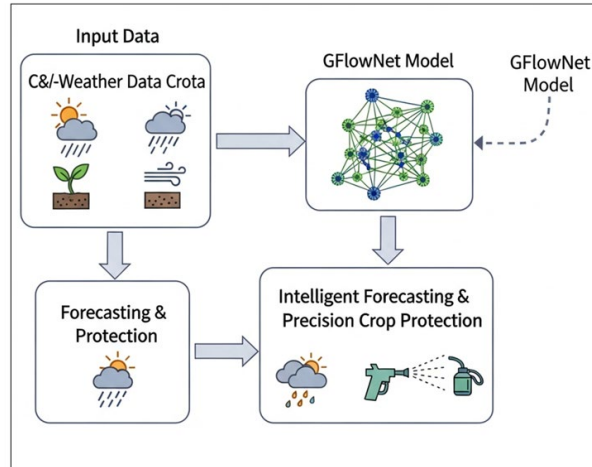 Input Data
C&/-Weather Data Crota
GFlowNet Model
GFlowNet
Model
Forecasting &
Protection
Intelligent Forecasting &
Precision Crop Protection